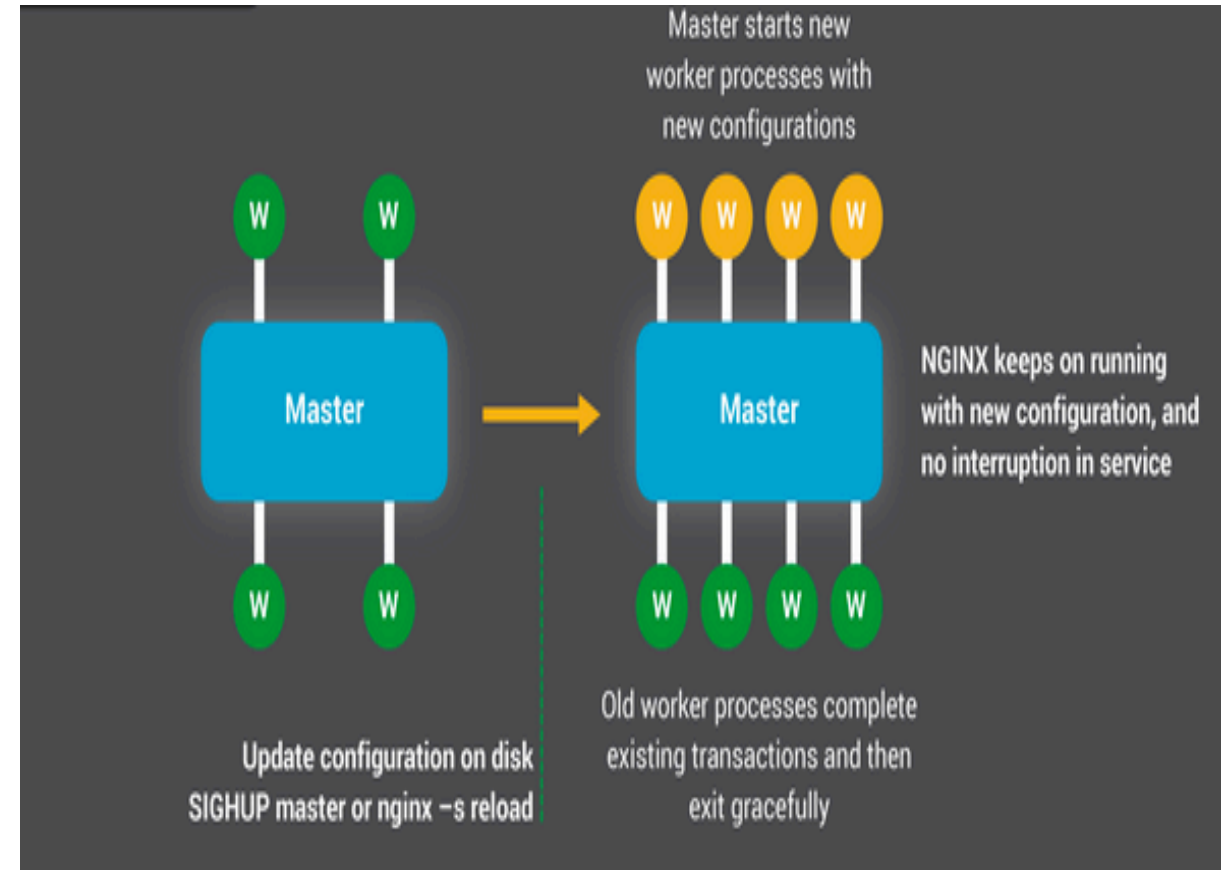 Master starts new
worker processes with
new configurations
W W W W W W
Master
Master
NGINX keeps on running
with new configuration, and
no interruption in service
W W W W W W
Update configuration on disk
SIGHUP master or nginx –s reload
Old worker processes complete
existing transactions and then
exit gracefully